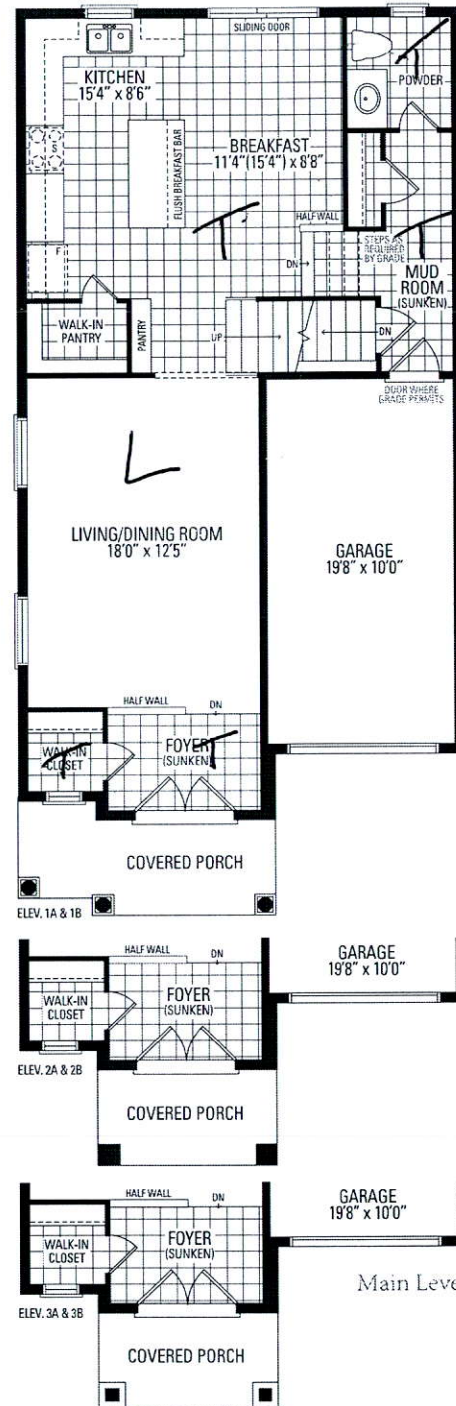 SLIDING DOOR
KITCHEN
15'4" x 8'6"
POWDER
S
FLUSH BREAKFAST BAR
BREAKFAST
11'4"(15'4") x 8'8"
T
T
T
HALF WALL
STEPS AS
REQUIRED
BY GRADE
F
DN
MUD
ROOM
(SUNKEN)
WALK-IN
PANTRY
PANTRY
UP
DN
DOOR WHERE
GRADE PERMITS
L
LIVING/DINING ROOM
18'0" x 12'5"
GARAGE
19'8" x 10'0"
HALF WALL
DN
WALK-IN
CLOSET
T
FOYER
(SUNKEN)
T
COVERED PORCH
ELEV. 1A & 1B
HALF WALL
DN
GARAGE
19'8" x 10'0"
WALK-IN
CLOSET
FOYER
(SUNKEN)
ELEV. 2A & 2B
COVERED PORCH
HALF WALL
DN
GARAGE
19'8" x 10'0"
WALK-IN
CLOSET
FOYER
(SUNKEN)
ELEV. 3A & 3B
Main Leve
COVERED PORCH